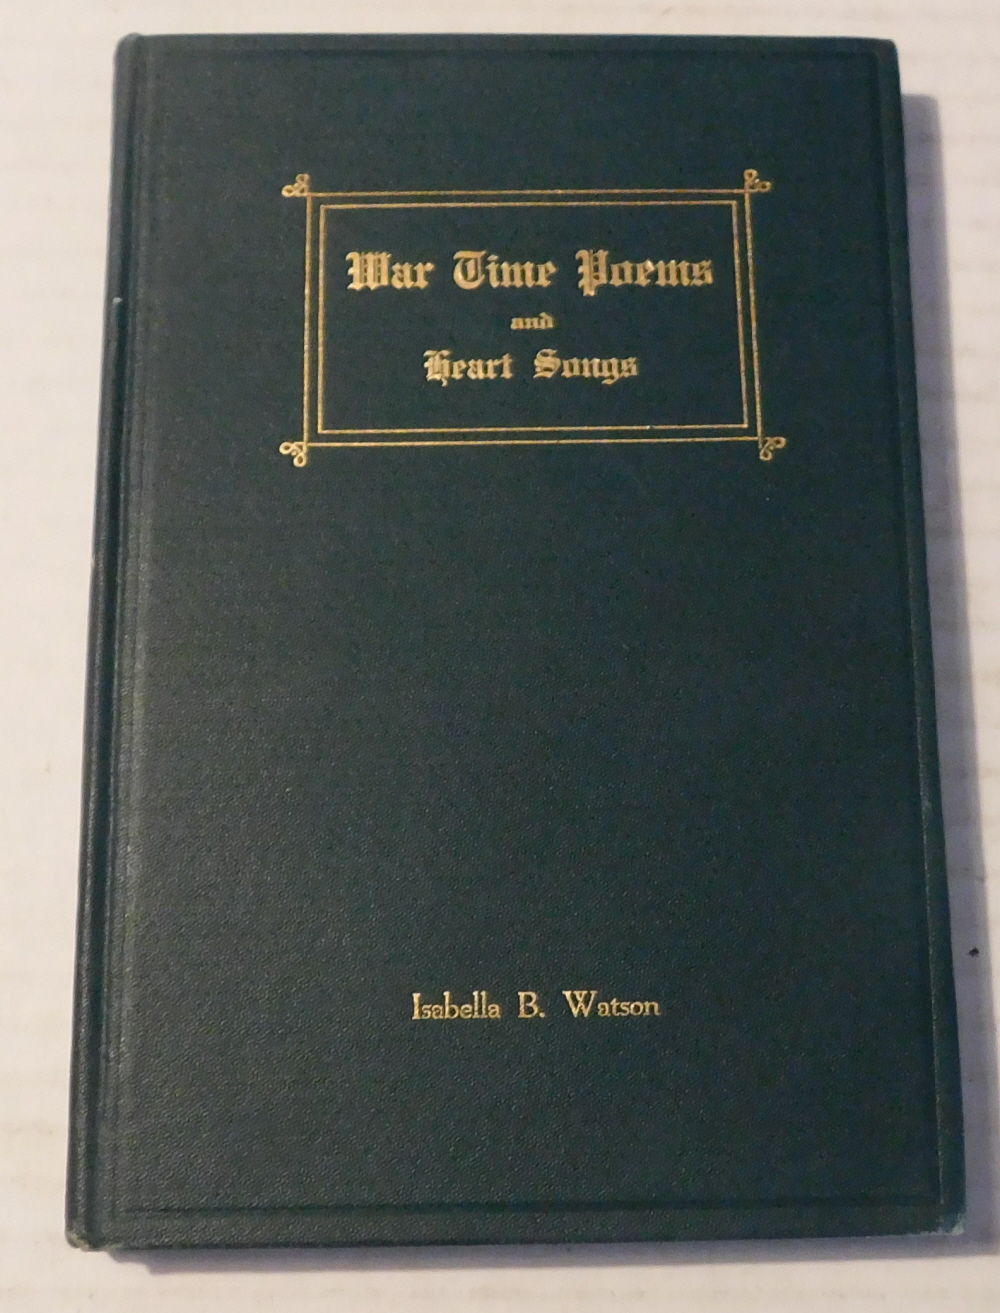 War Time Poems
and
Heart Songs
Isabella B. Watson